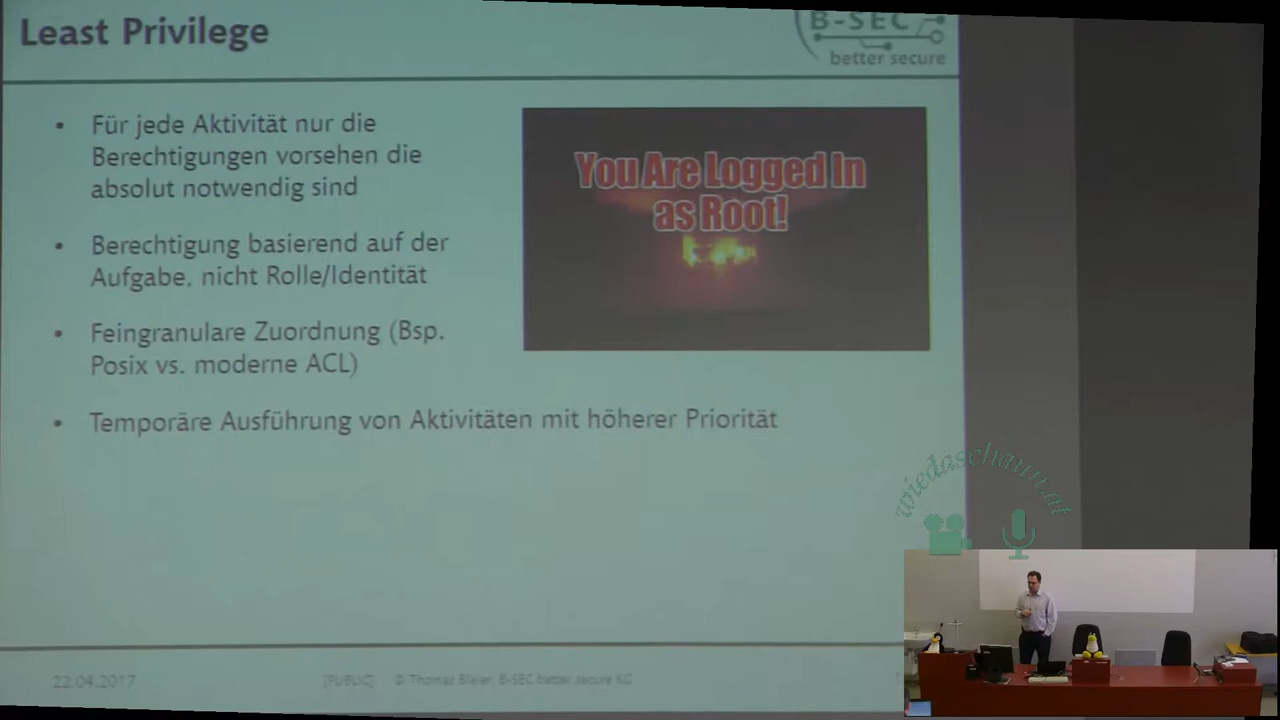 Least Privilege
B-SEC
better secure
• Für jede Aktivität nur die
Berechtigungen vorsehen die
absolut notwendig sind
• Berechtigung basierend auf der
Aufgabe, nicht Rolle/Identität
• Feingranulare Zuordnung (Bsp.
Posix vs. moderne ACL)
• Temporäre Ausführung von Aktivitäten mit höherer Priorität
You Are Logged In
as Root!
wiedaschaun.at
22.04.2017
[PUBLIC] © Thomas Bleier, B-SEC better secure KG